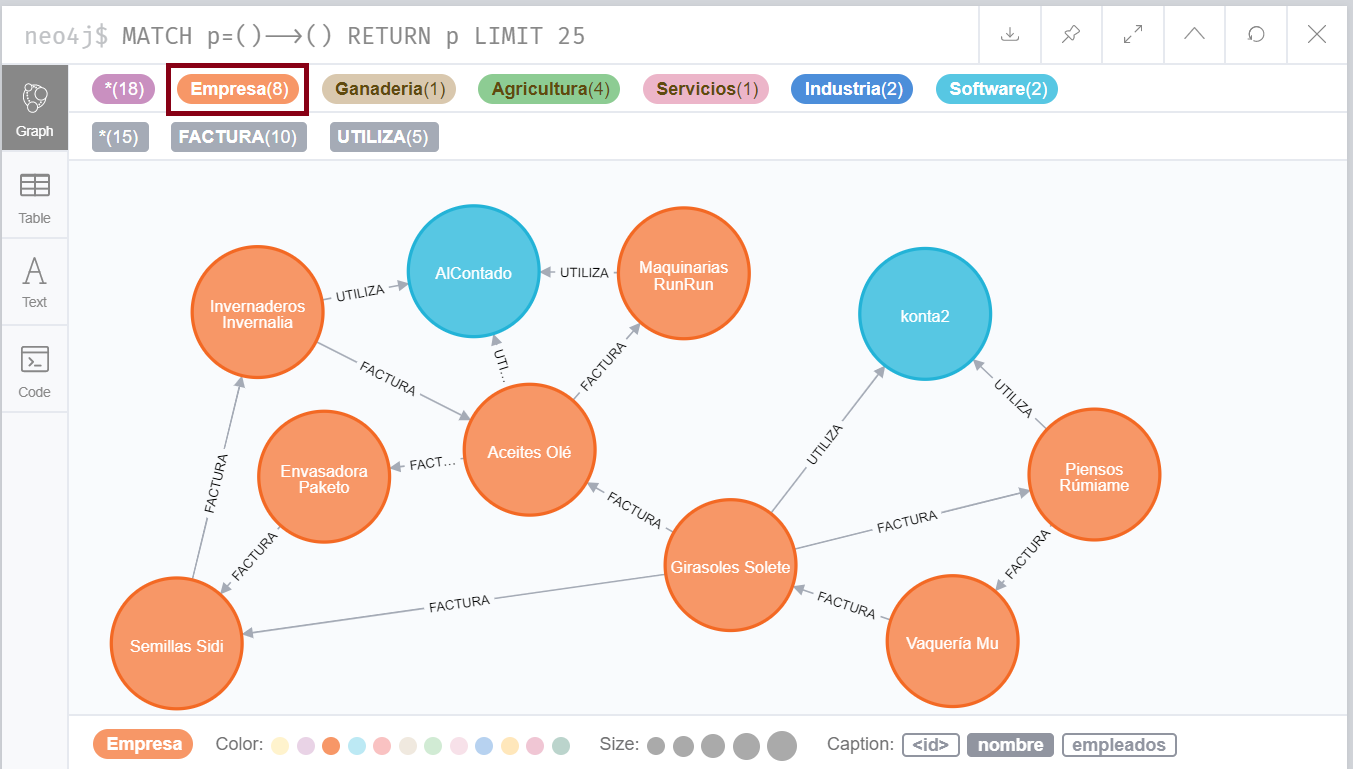 neo4j$ MATCH p=()-->() RETURN p LIMIT 25
*(18) Empresa(8) Ganaderia(1) Agricultura(4) Servicios(1) Industria(2) Software(2)
*(15) FACTURA(10) UTILIZA(5)
Graph
Table
Text
Code
AlContado
Maquinarias
RunRun
UTILIZA
UTILIZA
Invernaderos
Invernalia
konta2
UTI...
FACTURA
FACTURA
UTILIZA
Aceites Olé
FACT...
UTILIZA
Envasadora
Paketo
Piensos
Rúmiame
FACTURA
FACTURA
FACTURA
FACTURA
FACTURA
Girasoles Solete
FACTURA
FACTURA
Semillas Sidi
Vaquería Mu
Empresa Color: Size: Caption: <id> nombre empleados